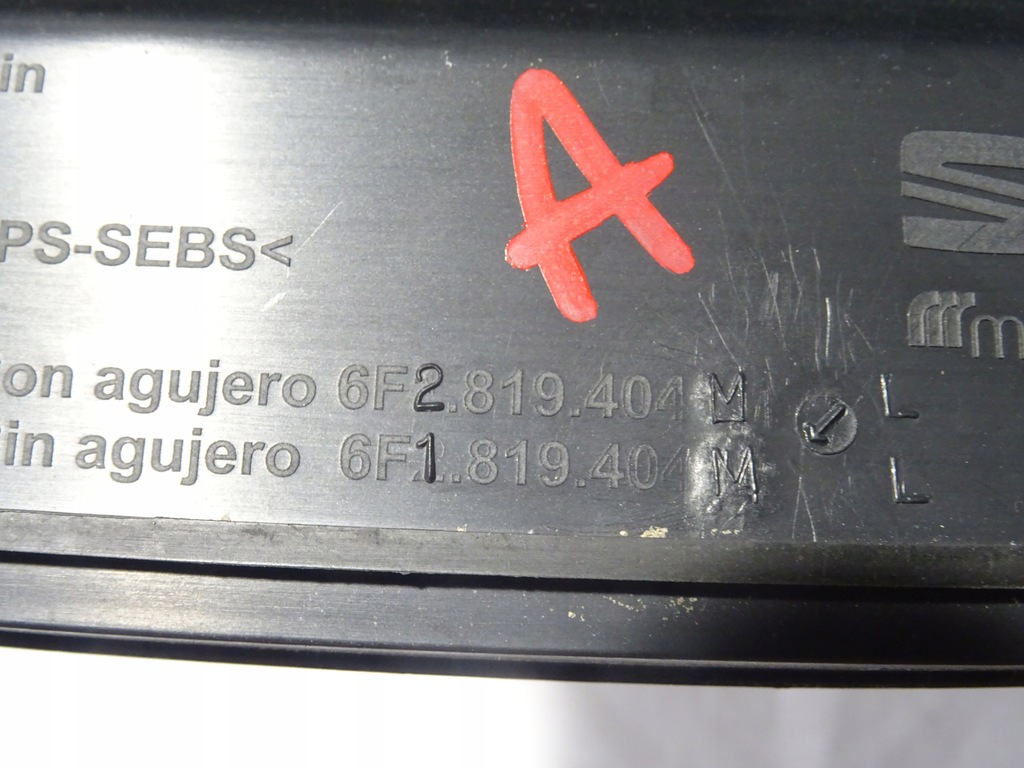 in
A
PS-SEBS<
m
on agujero 6F2.819.404 M L
in agujero 6F1.819.404 M L